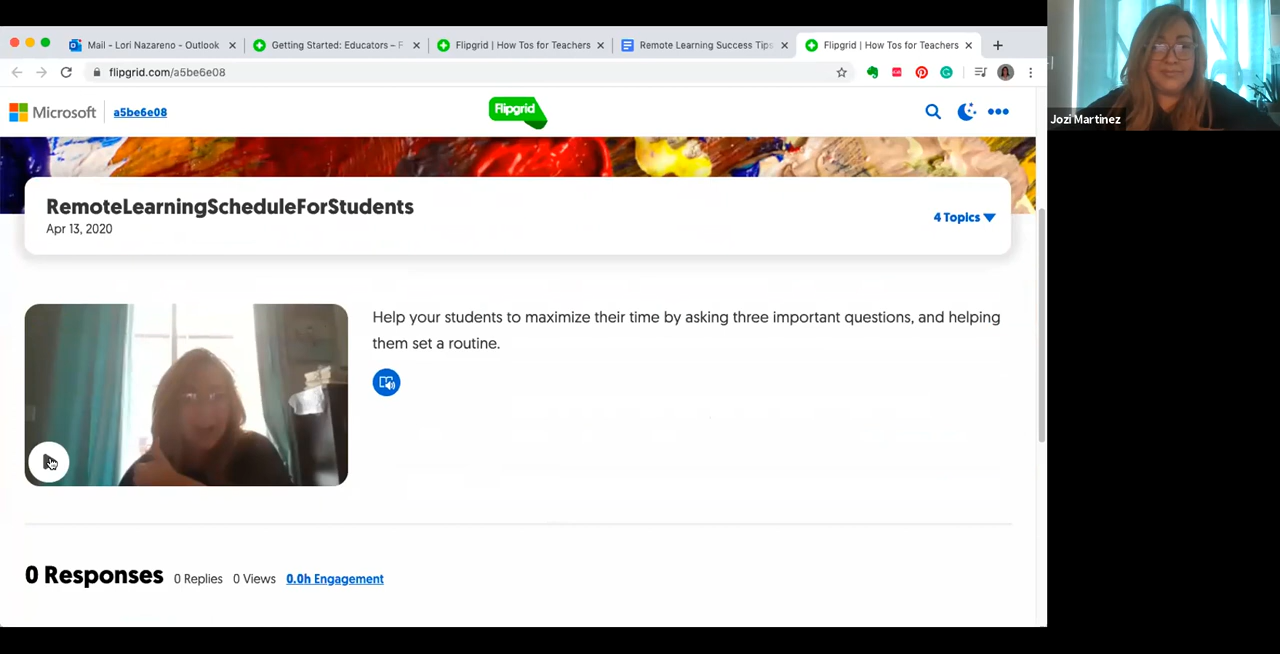 Mail - Lori Nazareno - Outlook
Getting Started: Educators – F
Flipgrid | How Tos for Teachers
Remote Learning Success Tips
Flipgrid | How Tos for Teachers
flipgrid.com/a5be6e08
Microsoft
a5be6e08
Flipgrid
Jozi Martinez
RemoteLearningScheduleForStudents
Apr 13, 2020
4 Topics
Help your students to maximize their time by asking three important questions, and helping
them set a routine.
0 Responses 0 Replies 0 Views 0.0h Engagement